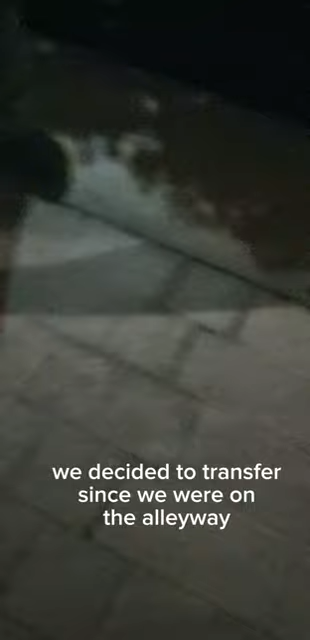 we decided to transfer
since we were on
the alleyway